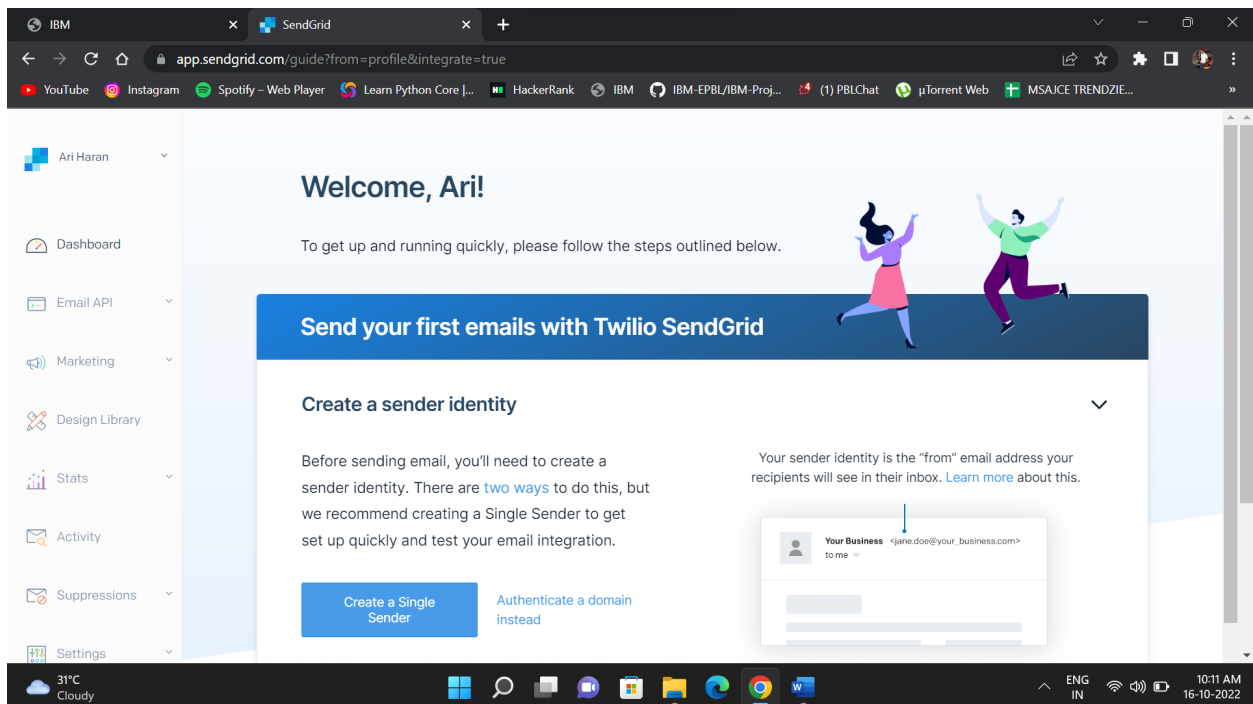 IBM
SendGrid
app.sendgrid.com/guide?from=profile&integrate=true
YouTube
Instagram
Spotify – Web Player
Learn Python Core |...
HackerRank
IBM
IBM-EPBL/IBM-Proj...
(1) PBLChat
µTorrent Web
MSAJCE TRENDZIE...
»
Ari Haran
Dashboard
Email API
Marketing
Design Library
Stats
Activity
Suppressions
Settings
Welcome, Ari!
To get up and running quickly, please follow the steps outlined below.
Send your first emails with Twilio SendGrid
Create a sender identity
Before sending email, you'll need to create a
sender identity. There are two ways to do this, but
we recommend creating a Single Sender to get
set up quickly and test your email integration.
Create a Single
Sender
Authenticate a domain
instead
Your sender identity is the “from” email address your
recipients will see in their inbox. Learn more about this.
Your Business <jane.doe@your_business.com>
to me
31°C
Cloudy
ENG
IN
10:11 AM
16-10-2022